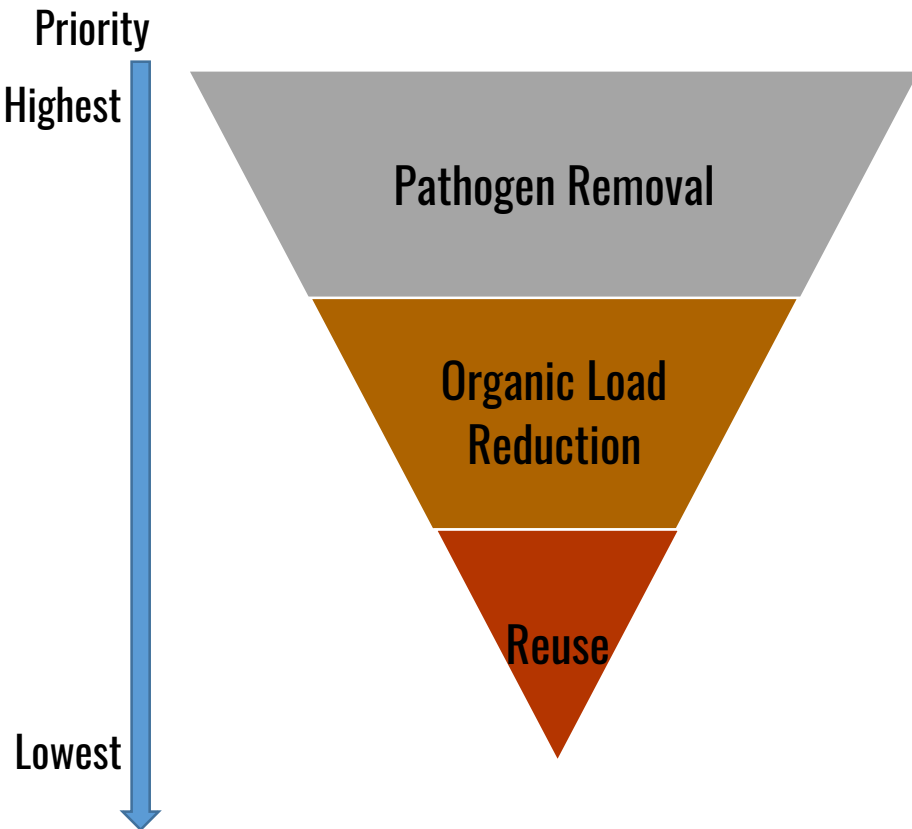 Priority
Highest
Pathogen Removal
Organic Load
Reduction
Reuse
Lowest